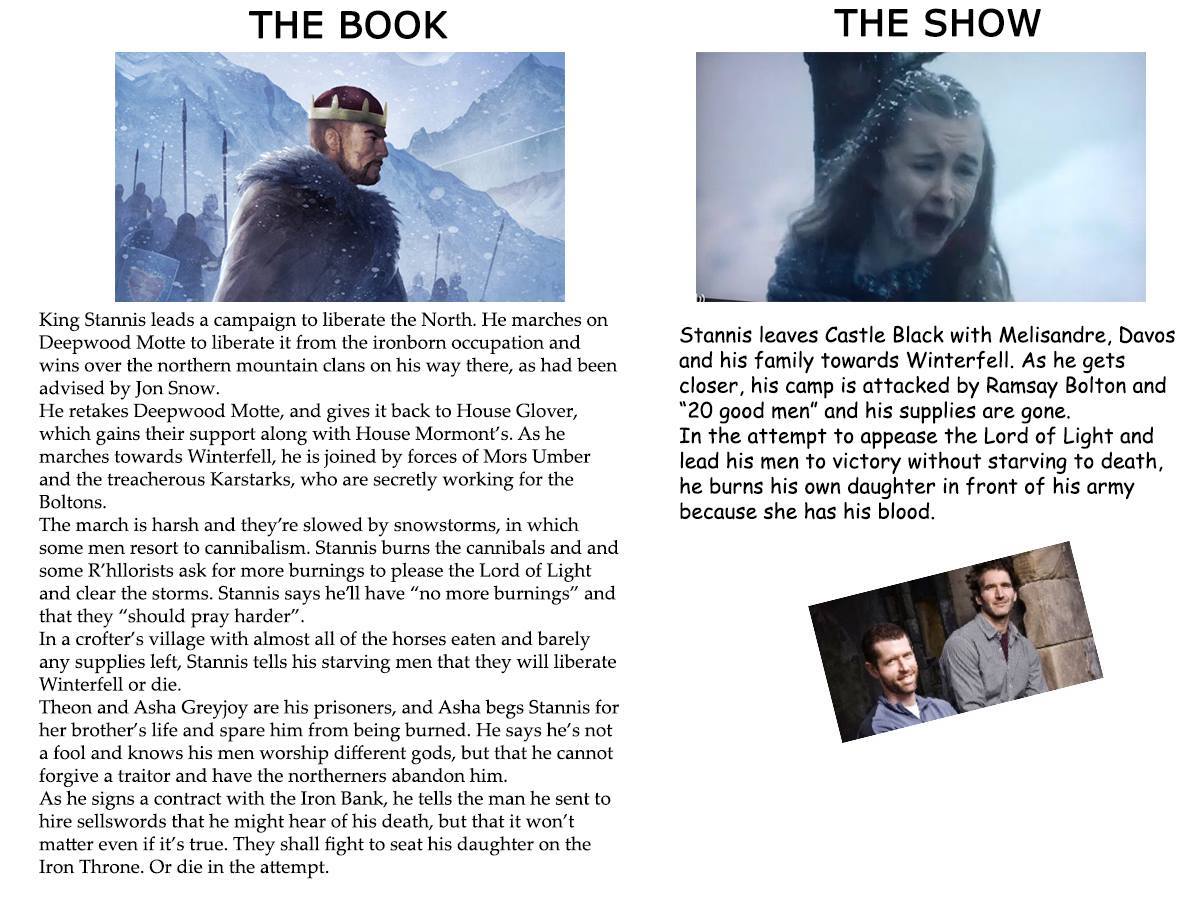 THE BOOK
King Stannis leads a campaign to liberate the North. He marches on
Deepwood Motte to liberate it from the ironborn occupation and
wins over the northern mountain clans on his way there, as had been
advised by Jon Snow.
He retakes Deepwood Motte, and gives it back to House Glover,
which gains their support along with House Mormont's. As he
marches towards Winterfell, he is joined by forces of Mors Umber
and the treacherous Karstarks, who are secretly working for the
Boltons.
The march is harsh and they're slowed by snowstorms, in which
some men resort to cannibalism. Stannis burns the cannibals and and
some R'hllorists ask for more burnings to please the Lord of Light
and clear the storms. Stannis says he'll have “no more burnings” and
that they “should pray harder”.
In a crofter's village with almost all of the horses eaten and barely
any supplies left, Stannis tells his starving men that they will liberate
Winterfell or die.
Theon and Asha Greyjoy are his prisoners, and Asha begs Stannis for
her brother's life and spare him from being burned. He says he's not
a fool and knows his men worship different gods, but that he cannot
forgive a traitor and have the northerners abandon him.
As he signs a contract with the Iron Bank, he tells the man he sent to
hire sellswords that he might hear of his death, but that it won't
matter even if it's true. They shall fight to seat his daughter on the
Iron Throne. Or die in the attempt.
THE SHOW
Stannis leaves Castle Black with Melisandre, Davos
and his family towards Winterfell. As he gets
closer, his camp is attacked by Ramsay Bolton and
“20 good men” and his supplies are gone.
In the attempt to appease the Lord of Light and
lead his men to victory without starving to death,
he burns his own daughter in front of his army
because she has his blood.